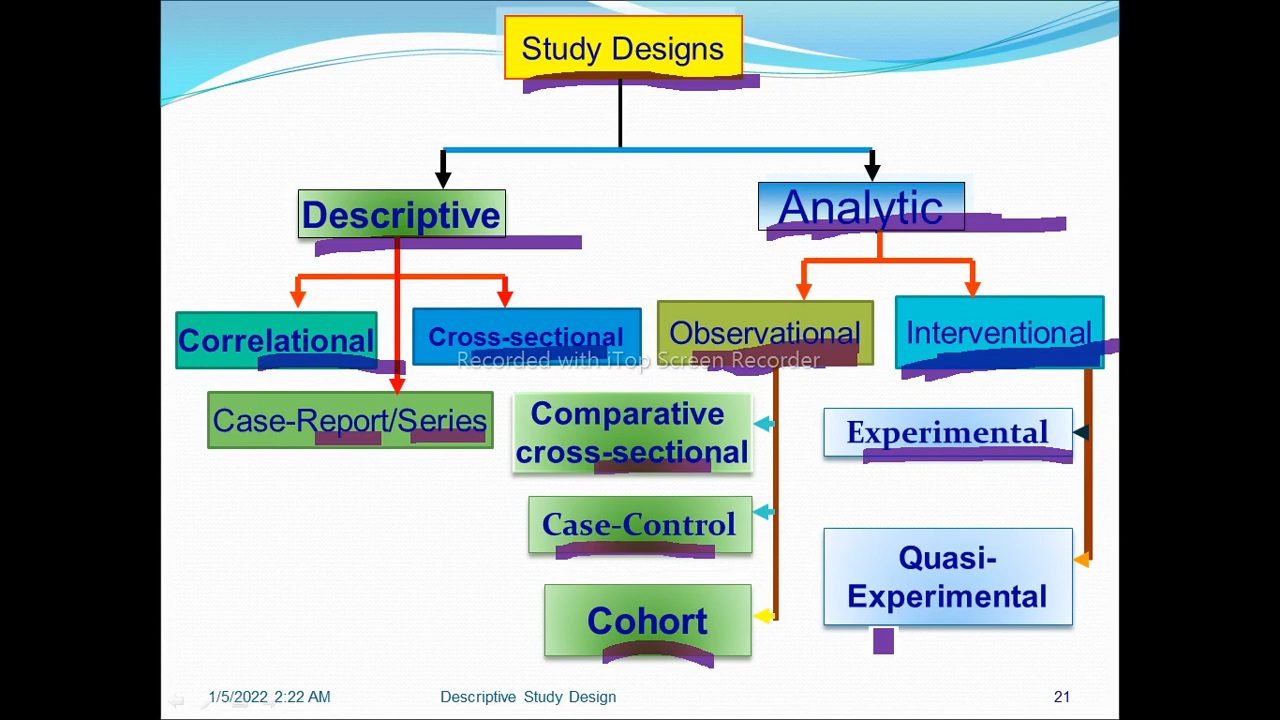 Study Designs
Descriptive
Analytic
Correlational
Cross-sectional
Observational
Interventional
Recorded with iTop Screen Recorder
Case-Report/Series
Comparative
cross-sectional
Experimental
Case-Control
Quasi-
Experimental
Cohort
1/5/2022 2:22 AM
Descriptive Study Design
21